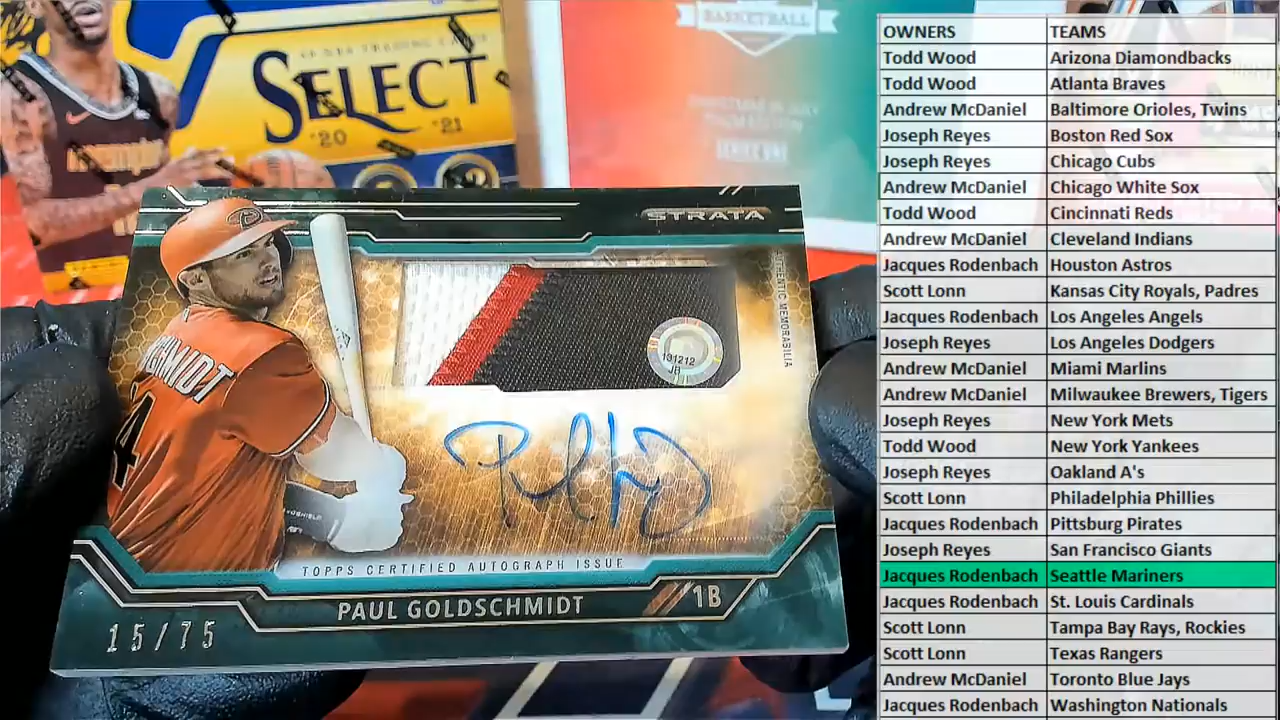 SELECT
'20 '21
BASKETBALL
STRATA
AUTHENTIC MEMORABILIA
131212
JB
TOPPS CERTIFIED AUTOGRAPH ISSUE
PAUL GOLDSCHMIDT
1B
15/75
OWNERS TEAMS
Todd Wood Arizona Diamondbacks
Todd Wood Atlanta Braves
Andrew McDaniel Baltimore Orioles, Twins
Joseph Reyes Boston Red Sox
Joseph Reyes Chicago Cubs
Andrew McDaniel Chicago White Sox
Todd Wood Cincinnati Reds
Andrew McDaniel Cleveland Indians
Jacques Rodenbach Houston Astros
Scott Lonn Kansas City Royals, Padres
Jacques Rodenbach Los Angeles Angels
Joseph Reyes Los Angeles Dodgers
Andrew McDaniel Miami Marlins
Andrew McDaniel Milwaukee Brewers, Tigers
Joseph Reyes New York Mets
Todd Wood New York Yankees
Joseph Reyes Oakland A's
Scott Lonn Philadelphia Phillies
Jacques Rodenbach Pittsburg Pirates
Joseph Reyes San Francisco Giants
Jacques Rodenbach Seattle Mariners
Jacques Rodenbach St. Louis Cardinals
Scott Lonn Tampa Bay Rays, Rockies
Scott Lonn Texas Rangers
Andrew McDaniel Toronto Blue Jays
Jacques Rodenbach Washington Nationals